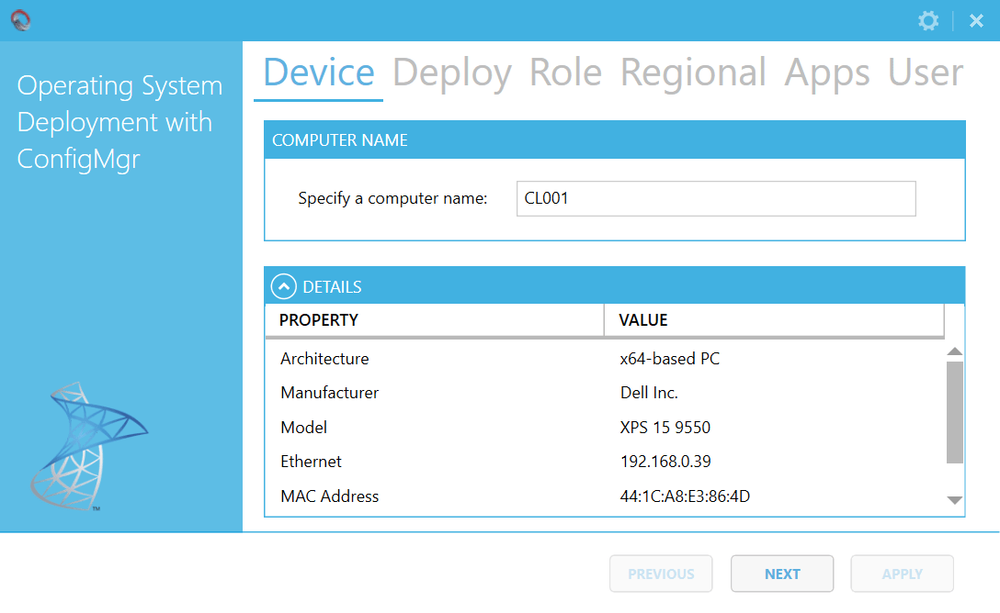 Operating System
Deployment with
ConfigMgr
TM
Device Deploy Role Regional Apps User
COMPUTER NAME
Specify a computer name: CL001
DETAILS
PROPERTY VALUE
Architecture x64-based PC
Manufacturer Dell Inc.
Model XPS 15 9550
Ethernet 192.168.0.39
MAC Address 44:1C:A8:E3:86:4D
PREVIOUS NEXT APPLY